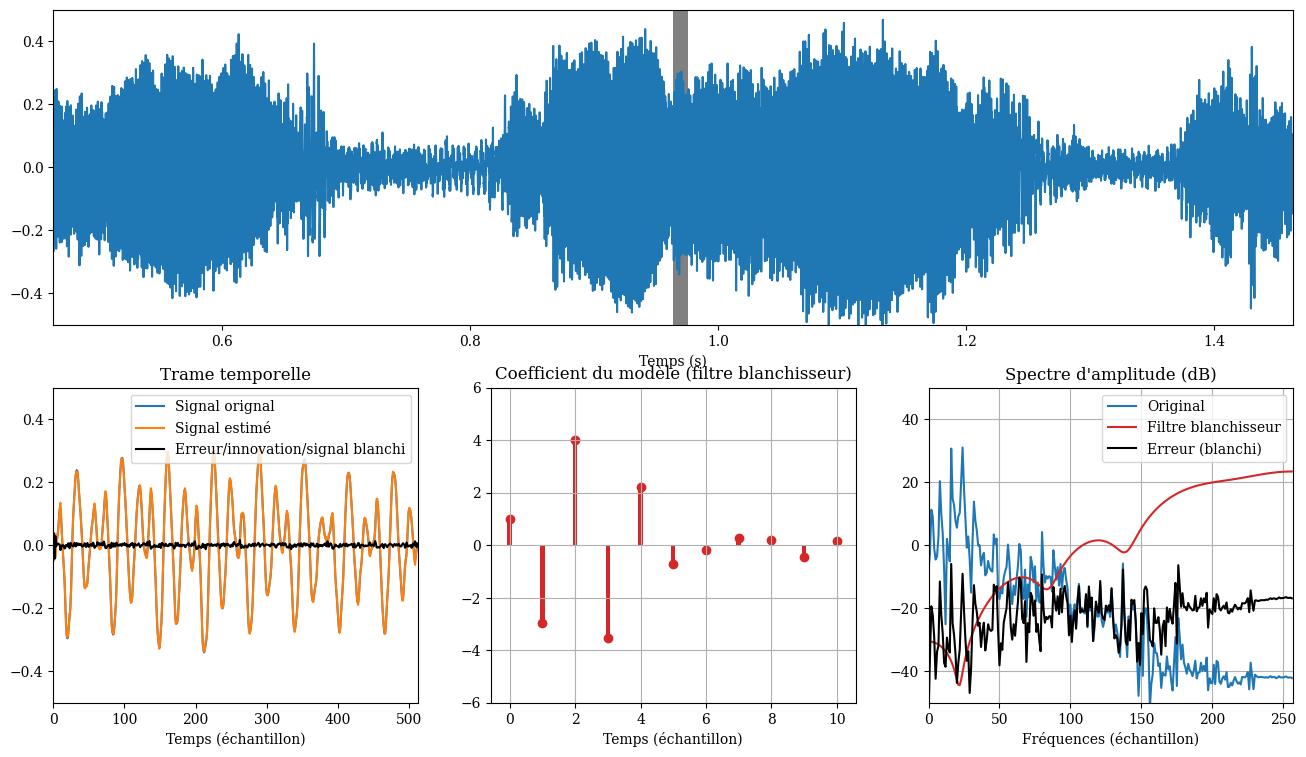 0.4
0.2
0.0
−0.2
−0.4
0.6 0.8 1.0 1.2 1.4
Temps (s)
Trame temporelle
0.4
0.2
0.0
−0.2
−0.4
Signal orignal
Signal estimé
Erreur/innovation/signal blanchi
0 100 200 300 400 500
Temps (échantillon)
Coefficient du modèle (filtre blanchisseur)
6
4
2
0
−2
−4
−6
0 2 4 6 8 10
Temps (échantillon)
Spectre d'amplitude (dB)
40
20
0
−20
−40
Original
Filtre blanchisseur
Erreur (blanchi)
0 50 100 150 200 250
Fréquences (échantillon)